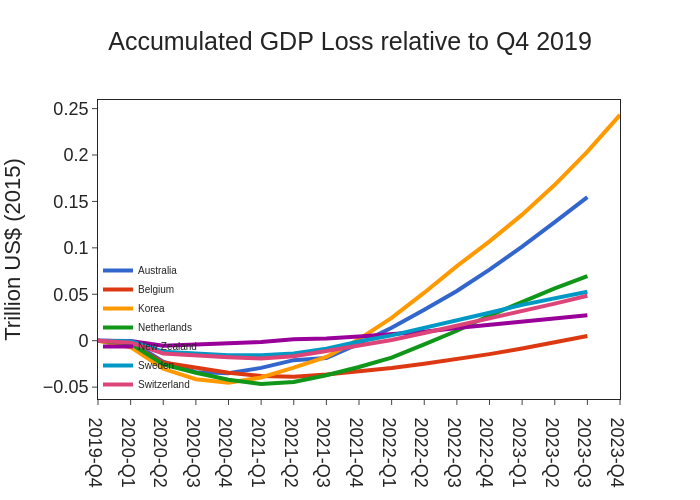 Accumulated GDP Loss relative to Q4 2019
Trillion US$ (2015)
0.25
0.2
0.15
0.1
0.05
0
−0.05
Australia
Belgium
Korea
Netherlands
New Zealand
Sweden
Switzerland
2019-Q4
2020-Q1
2020-Q2
2020-Q3
2020-Q4
2021-Q1
2021-Q2
2021-Q3
2021-Q4
2022-Q1
2022-Q2
2022-Q3
2022-Q4
2023-Q1
2023-Q2
2023-Q3
2023-Q4